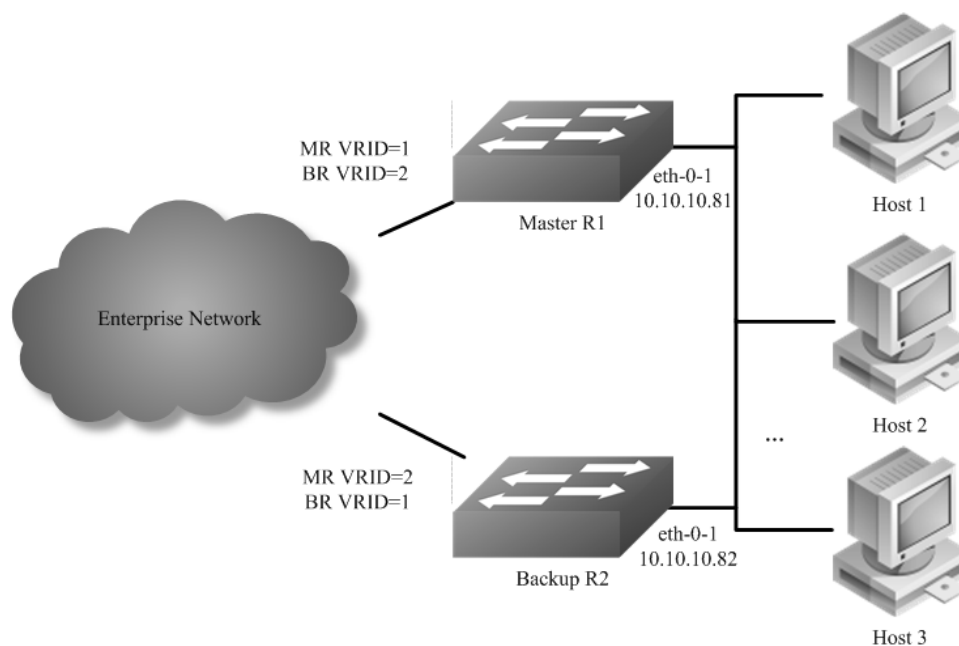 MR VRID=1
BR VRID=2
eth-0-1
10.10.10.81
Master R1
Host 1
Enterprise Network
Host 2
...
MR VRID=2
BR VRID=1
eth-0-1
10.10.10.82
Backup R2
Host 3